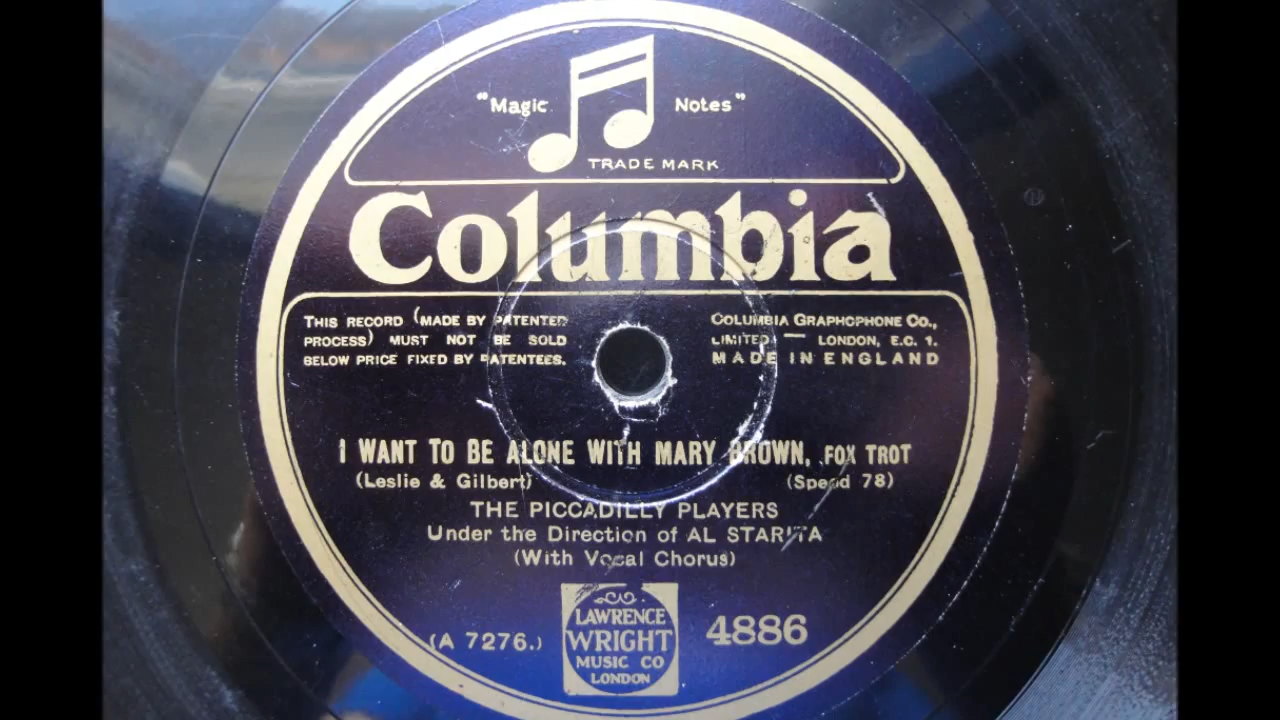 "Magic Notes"
TRADE MARK
Columbia
THIS RECORD (MADE BY PATENTED
PROCESS) MUST NOT BE SOLD
BELOW PRICE FIXED BY PATENTEES.
COLUMBIA GRAPHOPHONE CO.,
LIMITED — LONDON, E.C. 1.
MADE IN ENGLAND
I WANT TO BE ALONE WITH MARY BROWN, FOX TROT
(Leslie & Gilbert) (Speed 78)
THE PICCADILLY PLAYERS
Under the Direction of AL STARITA
(With Vocal Chorus)
(A 7276.)
LAWRENCE
WRIGHT
MUSIC CO
LONDON
4886